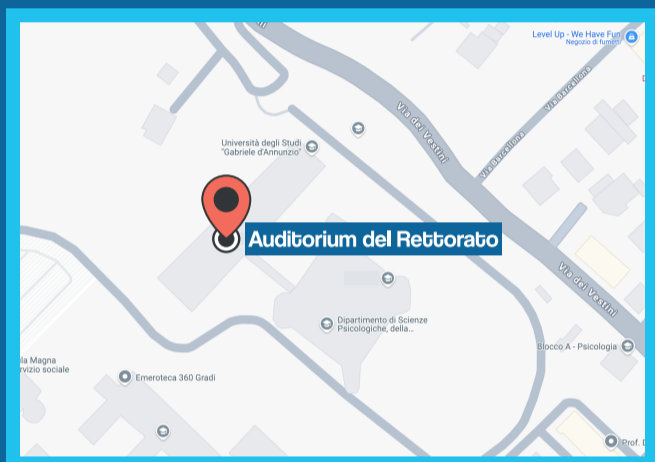 Level Up - We Have Fun
Negozio di fumetti
Via Barcellona
Via dei Vestini
Università degli Studi
"Gabriele d'Annunzio"
Via Barcellona
Auditorium del Rettorato
Via dei Vestini
Dipartimento di Scienze
Psicologiche, della...
Blocco A - Psicologia
Magna
sociale
Emeroteca 360 Gradi
Prof.